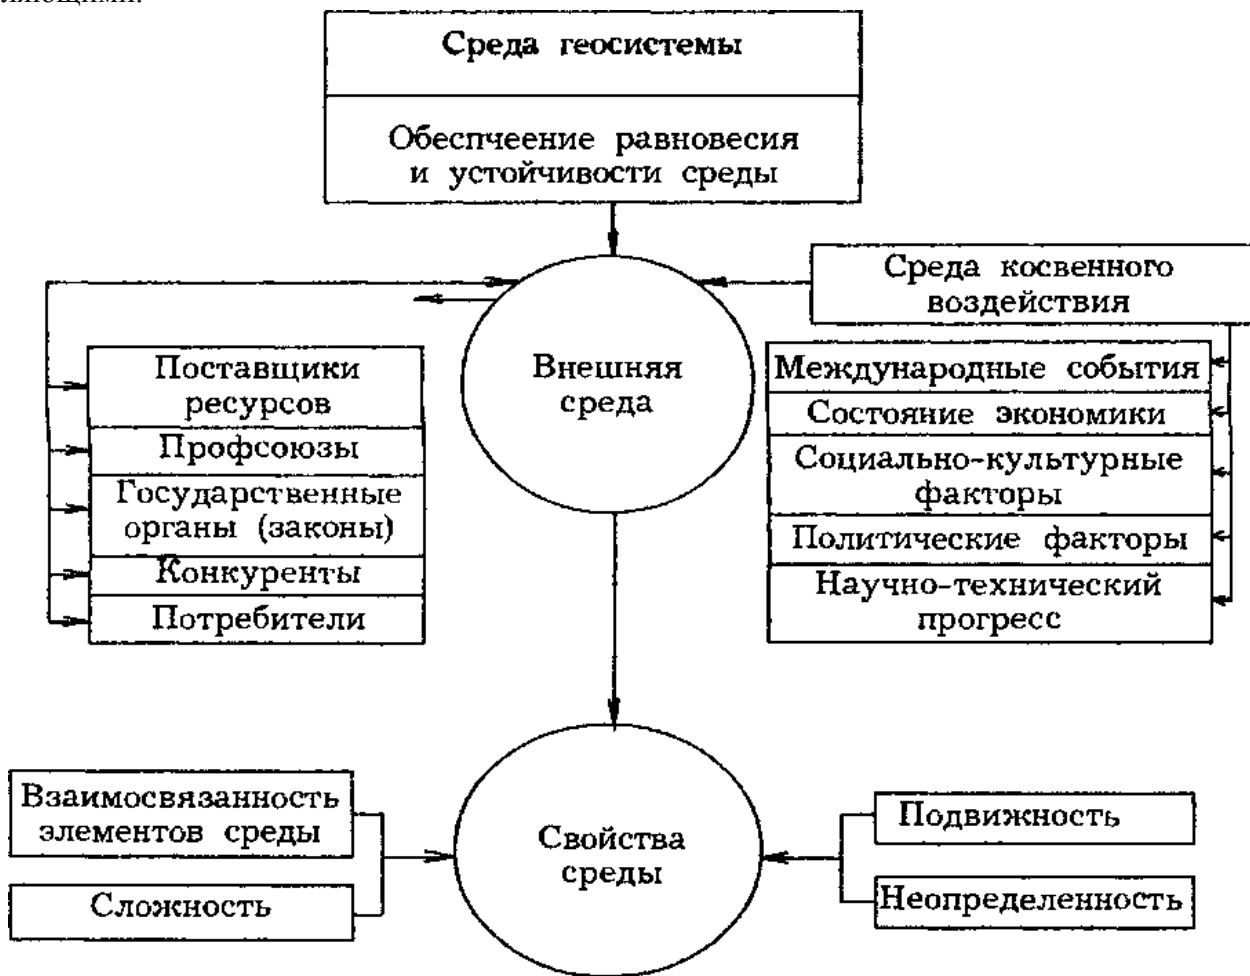 Среда геосистемы
Обеспчеение равновесия
и устойчивости среды
Среда косвенного
воздействия
Внешняя
среда
Поставщики
ресурсов
Профсоюзы
Государственные
органы (законы)
Конкуренты
Потребители
Международные события
Состояние экономики
Социально-культурные
факторы
Политические факторы
Научно-технический
прогресс
Взаимосвязанность
элементов среды
Сложность
Свойства
среды
Подвижность
Неопределенность